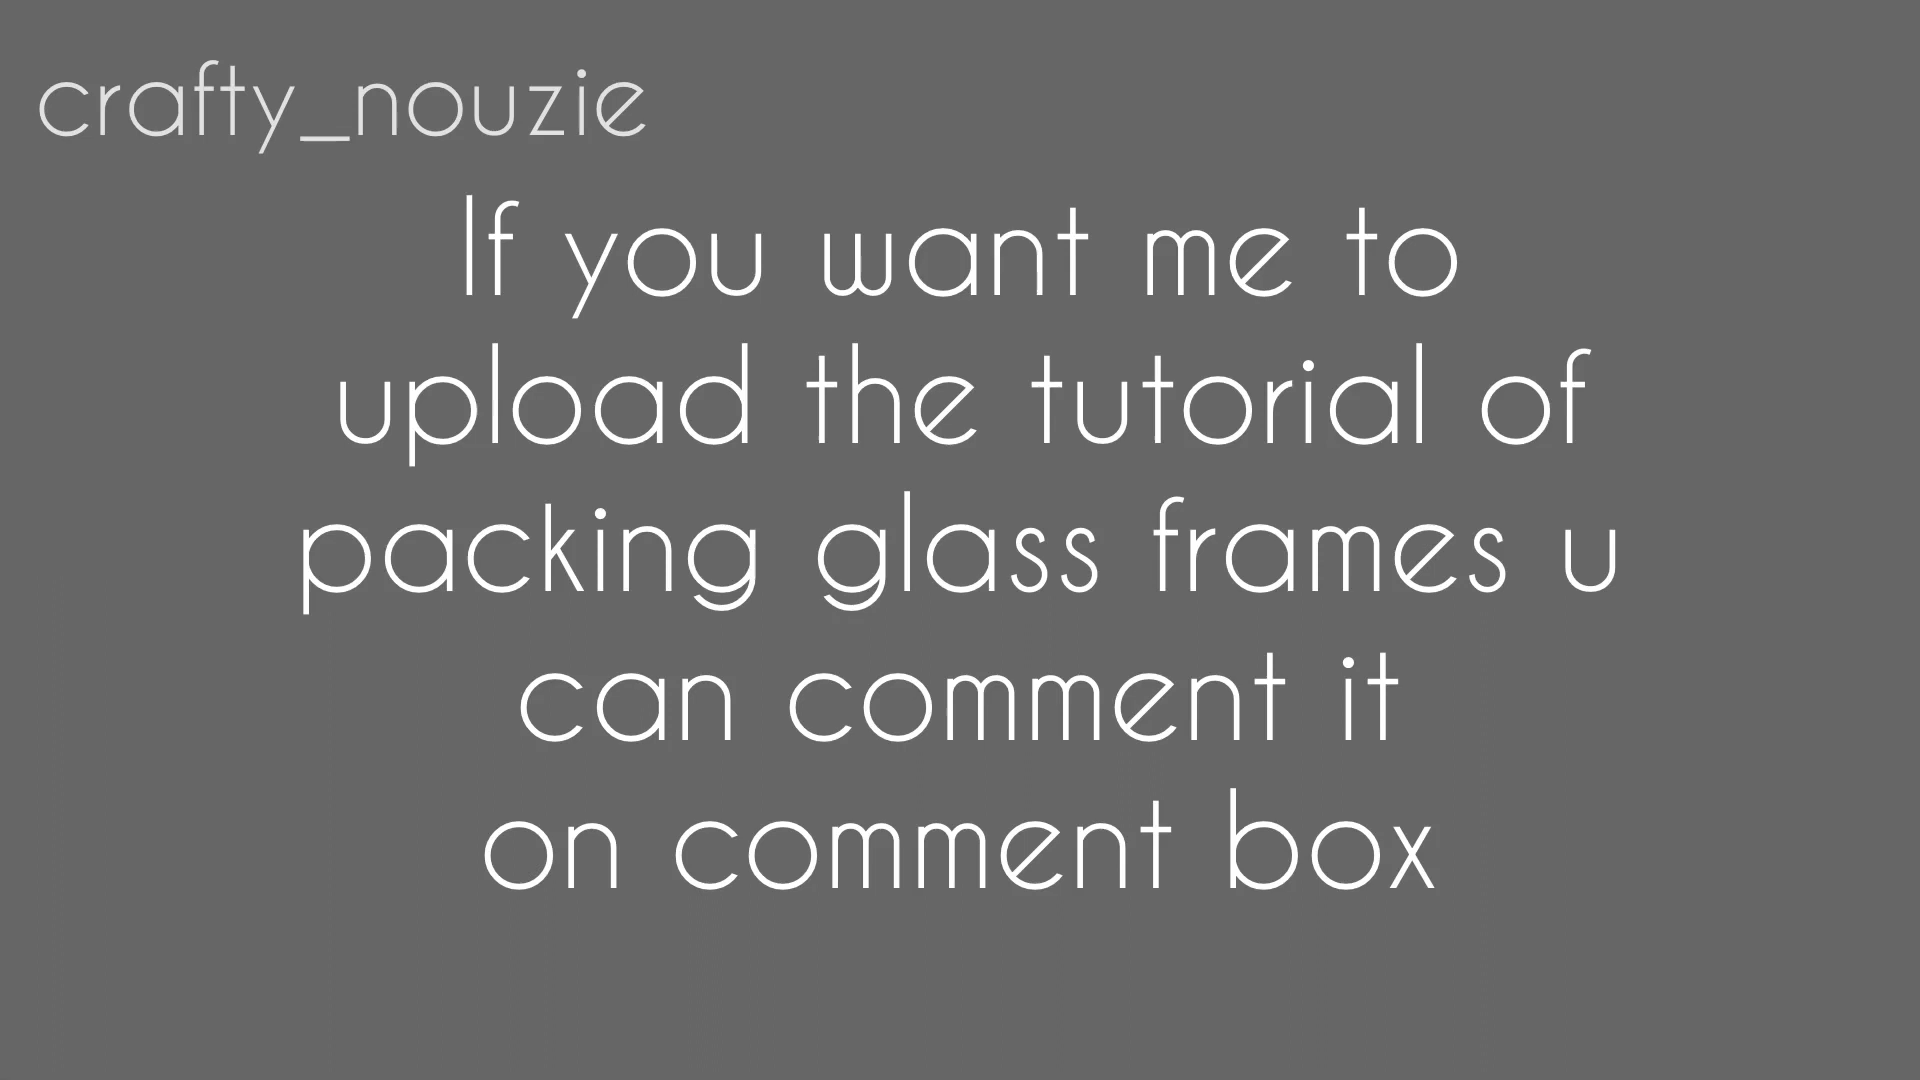 crafty_nouzie
If you want me to
upload the tutorial of
packing glass frames u
can comment it
on comment box